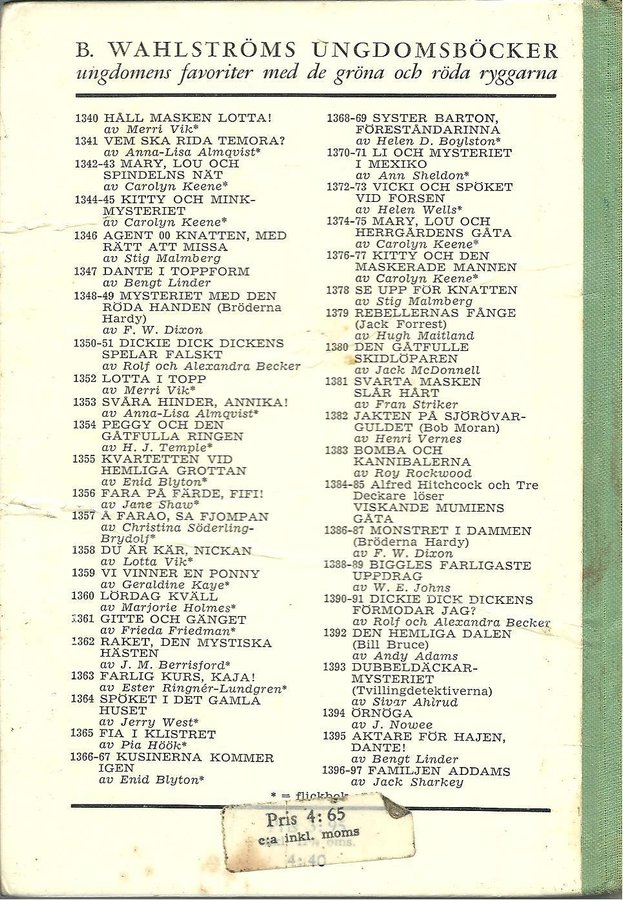 B. WAHLSTRÖMS UNGDOMSBÖCKER
ungdomens favoriter med de gröna och röda ryggarna
1340 HÅLL MASKEN LOTTA!
av Merri Vik*
1341 VEM SKA RIDA TEMORA?
av Anna-Lisa Almqvist*
1342-43 MARY, LOU OCH
SPINDELNS NÄT
av Carolyn Keene*
1344-45 KITTY OCH MINK-
MYSTERIET
av Carolyn Keene*
1346 AGENT 00 KNATTEN, MED
RÄTT ATT MISSA
av Stig Malmberg
1347 DANTE I TOPPFORM
av Bengt Linder
1348-49 MYSTERIET MED DEN
RÖDA HANDEN (Bröderna
Hardy)
av F. W. Dixon
1350-51 DICKIE DICK DICKENS
SPELAR FALSKT
av Rolf och Alexandra Becker
1352 LOTTA I TOPP
av Merri Vik*
1353 SVÅRA HINDER, ANNIKA!
av Anna-Lisa Almqvist*
1354 PEGGY OCH DEN
GÅTFULLA RINGEN
av H. J. Temple*
1355 KVARTETTEN VID
HEMLIGA GROTTAN
av Enid Blyton*
1356 FARA PÅ FÄRDE, FIFI!
av Jane Shaw*
1357 Å FARAO, SA FJOMPAN
av Christina Söderling-
Brydolf*
1358 DU ÄR KÄR, NICKAN
av Lotta Vik*
1359 VI VINNER EN PONNY
av Geraldine Kaye*
1360 LÖRDAG KVÄLL
av Marjorie Holmes*
1361 GITTE OCH GÄNGET
av Frieda Friedman*
1362 RAKET, DEN MYSTISKA
HÄSTEN
av J. M. Berrisford*
1363 FARLIG KURS, KAJA!
av Ester Ringnér-Lundgren*
1364 SPÖKET I DET GAMLA
HUSET
av Jerry West*
1365 FIA I KLISTRET
av Pia Höök*
1366-67 KUSINERNA KOMMER
IGEN
av Enid Blyton*
1368-69 SYSTER BARTON,
FÖRESTÅNDARINNA
av Helen D. Boylston*
1370-71 LI OCH MYSTERIET
I MEXIKO
av Ann Sheldon*
1372-73 VICKI OCH SPÖKET
VID FORSEN
av Helen Wells*
1374-75 MARY, LOU OCH
HERRGÅRDENS GÅTA
av Carolyn Keene*
1376-77 KITTY OCH DEN
MASKERADE MANNEN
av Carolyn Keene*
1378 SE UPP FÖR KNATTEN
av Stig Malmberg
1379 REBELLERNAS FÅNGE
(Jack Forrest)
av Hugh Maitland
1380 DEN GÅTFULLE
SKIDLÖPAREN
av Jack McDonnell
1381 SVARTA MASKEN
SLÅR HÅRT
av Fran Striker
1382 JAKTEN PÅ SJÖRÖVAR-
GULDET (Bob Moran)
av Henri Vernes
1383 BOMBA OCH
KANNIBALERNA
av Roy Rockwood
1384-85 Alfred Hitchcock och Tre
Deckare löser
VISKANDE MUMIENS
GÅTA
1386-87 MONSTRET I DAMMEN
(Bröderna Hardy)
av F. W. Dixon
1388-89 BIGGLES FARLIGASTE
UPPDRAG
av W. E. Johns
1390-91 DICKIE DICK DICKENS
FÖRMODAR JAG?
av Rolf och Alexandra Becker
1392 DEN HEMLIGA DALEN
(Bill Bruce)
av Andy Adams
1393 DUBBELDÄCKAR-
MYSTERIET
(Tvillingdetektiverna)
av Sivar Ahlrud
1394 ÖRNÖGA
av J. Nowee
1395 AKTARE FÖR HAJEN,
DANTE!
av Bengt Linder
1396-97 FAMILJEN ADDAMS
av Jack Sharkey
* = flickbok
Pris 4:65
c:a inkl. moms
4:40